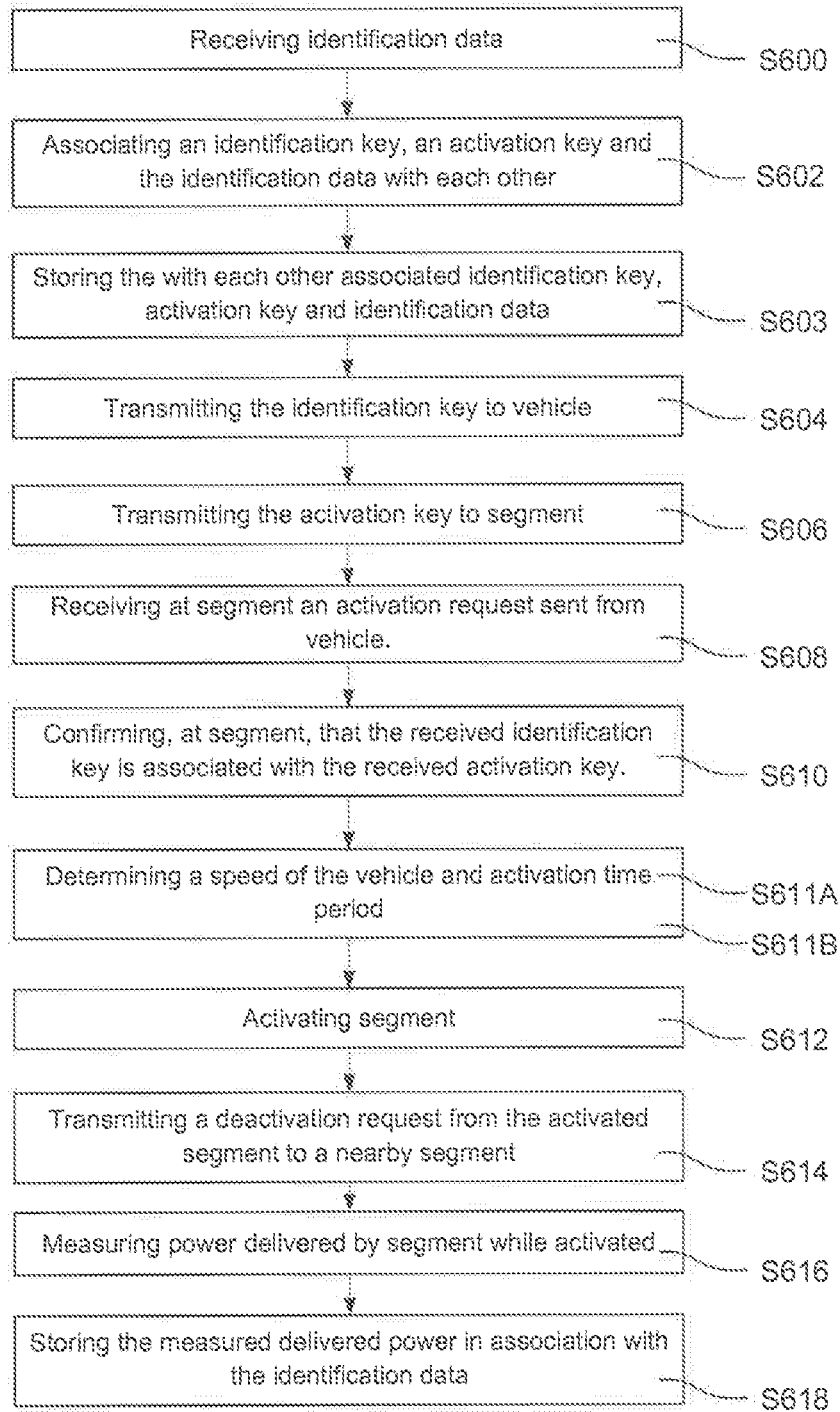 Receiving identification data
S600
Associating an identification key, an activation key and
the identification data with each other
S602
Storing the with each other associated identification key,
activation key and identification data
S603
Transmitting the identification key to vehicle
S604
Transmitting the activation key to segment
S606
Receiving at segment an activation request sent from
vehicle.
S608
Confirming, at segment, that the received identification
key is associated with the received activation key.
S610
Determining a speed of the vehicle and activation time
period
S611A
S611B
Activating segment
S612
Transmitting a deactivation request from the activated
segment to a nearby segment
S614
Measuring power delivered by segment while activated
S616
Storing the measured delivered power in association with
the identification data
S618